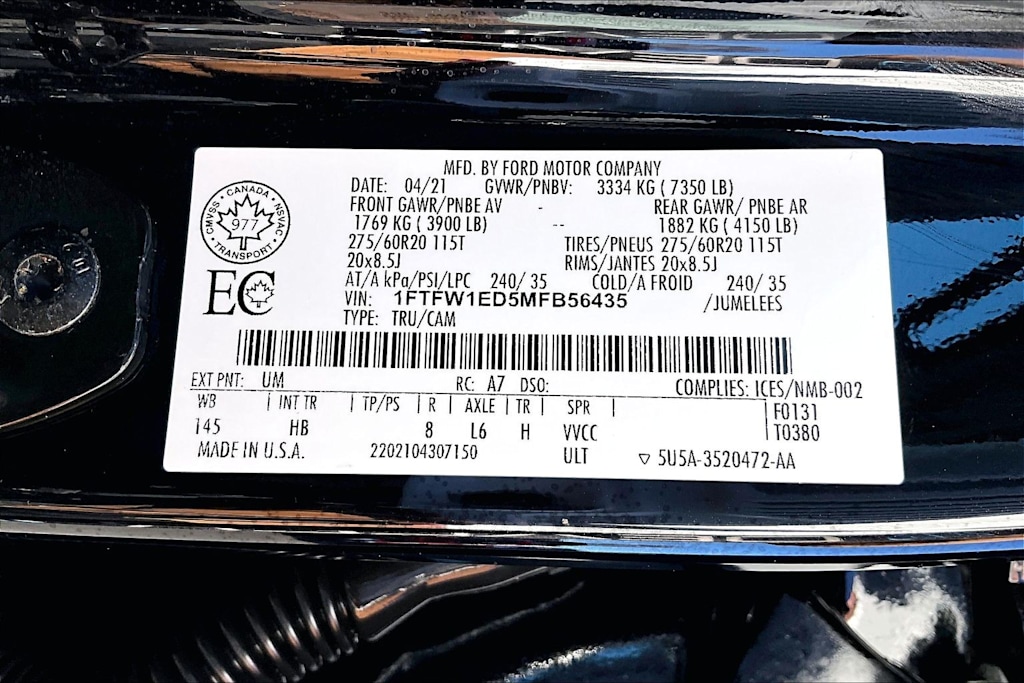 MFD. BY FORD MOTOR COMPANY
DATE: 04/21 GVWR/PNBV: 3334 KG ( 7350 LB)
FRONT GAWR/PNBE AV - REAR GAWR/ PNBE AR
1769 KG ( 3900 LB) -- 1882 KG ( 4150 LB)
275/60R20 115T TIRES/PNEUS 275/60R20 115T
20x8.5J RIMS/JANTES 20x8.5J
AT/A kPa/PSI/LPC 240/ 35 COLD/A FROID 240/ 35
VIN: 1FTFW1ED5MFB56435 /JUMELEES
TYPE: TRU/CAM
CANADA
CMVSS · NSVAC
977
TRANSPORT
EC
EXT PNT: UM RC: A7 DSO: COMPLIES: ICES/NMB-002
WB | INT TR | TP/PS | R | AXLE | TR | SPR | F0131
145 HB 8 L6 H VVCC T0380
MADE IN U.S.A. 2202104307150 ULT ▽ 5U5A-3520472-AA